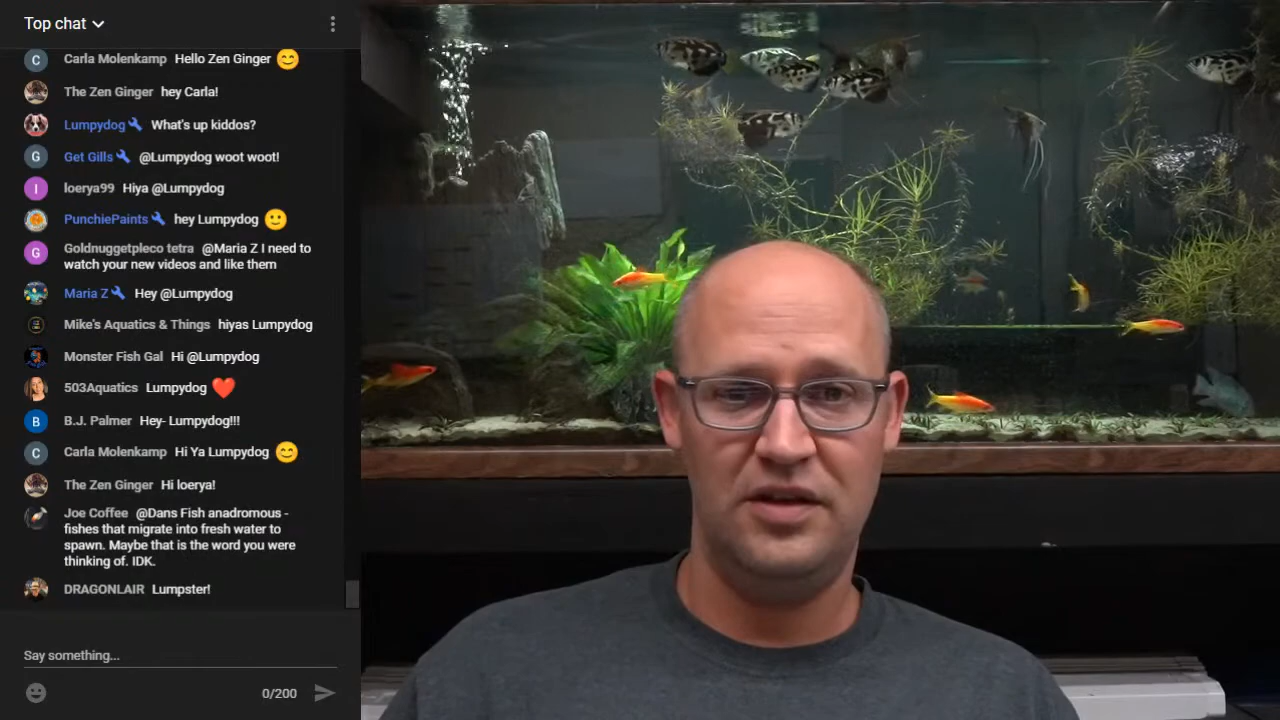 Top chat
C Carla Molenkamp Hello Zen Ginger 😊
The Zen Ginger hey Carla!
Lumpydog What's up kiddos?
G Get Gills @Lumpydog woot woot!
l loerya99 Hiya @Lumpydog
PunchiePaints hey Lumpydog 🙂
G Goldnuggetpleco tetra @Maria Z I need to
watch your new videos and like them
Maria Z Hey @Lumpydog
Mike's Aquatics & Things hiyas Lumpydog
Monster Fish Gal Hi @Lumpydog
503Aquatics Lumpydog ❤️
B B.J. Palmer Hey- Lumpydog!!!
C Carla Molenkamp Hi Ya Lumpydog 😊
The Zen Ginger Hi loerya!
Joe Coffee @Dans Fish anadromous -
fishes that migrate into fresh water to
spawn. Maybe that is the word you were
thinking of. IDK.
DRAGONLAIR Lumpster!
Say something...
0/200